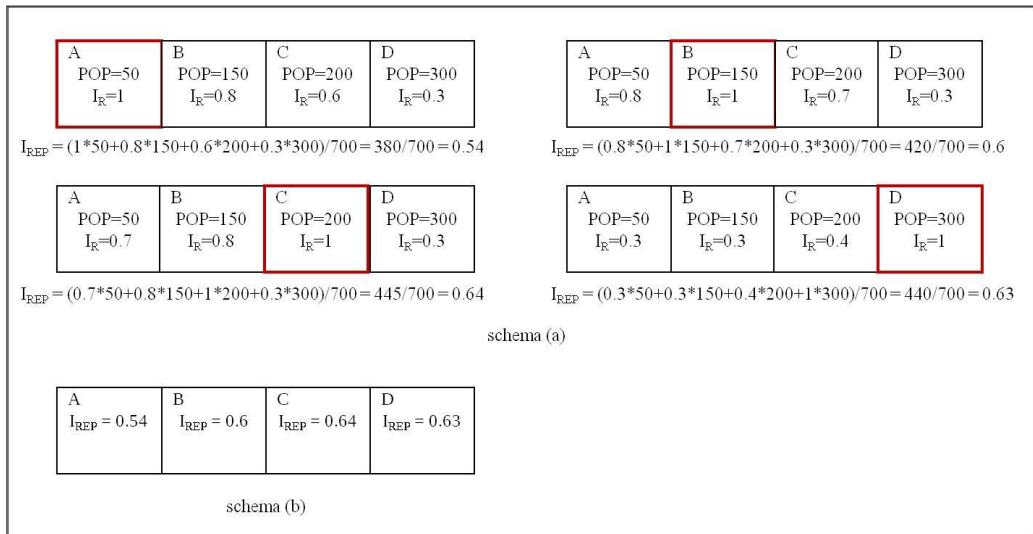 A B C D
POP=50 POP=150 POP=200 POP=300
I_R=1 I_R=0.8 I_R=0.6 I_R=0.3
I_REP = (1*50+0.8*150+0.6*200+0.3*300)/700 = 380/700 = 0.54
A B C D
POP=50 POP=150 POP=200 POP=300
I_R=0.8 I_R=1 I_R=0.7 I_R=0.3
I_REP = (0.8*50+1*150+0.7*200+0.3*300)/700 = 420/700 = 0.6
A B C D
POP=50 POP=150 POP=200 POP=300
I_R=0.7 I_R=0.8 I_R=1 I_R=0.3
I_REP = (0.7*50+0.8*150+1*200+0.3*300)/700 = 445/700 = 0.64
A B C D
POP=50 POP=150 POP=200 POP=300
I_R=0.3 I_R=0.3 I_R=0.4 I_R=1
I_REP = (0.3*50+0.3*150+0.4*200+1*300)/700 = 440/700 = 0.63
schema (a)
A B C D
I_REP = 0.54 I_REP = 0.6 I_REP = 0.64 I_REP = 0.63
schema (b)